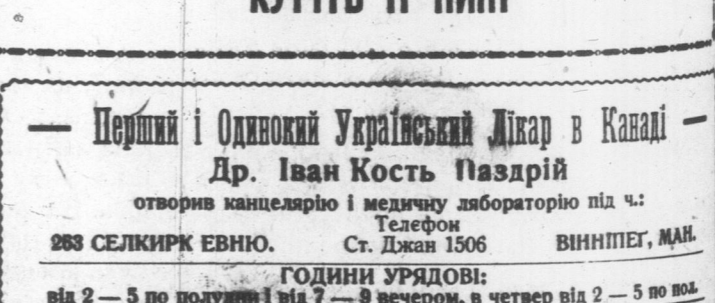 — Перший і Одинокий Український Лїкар в Канаді —
Др. Іван Кость Паздрій
отворив канцелярію і медичну лябораторію під ч.:
Телефон
263 СЕЛКИРК ЕВНЮ. Ст. Джан 1506 ВІННІПЕҐ, МАН.
ГОДИНИ УРЯДОВІ:
від 2 — 5 по полудни і від 7 — 9 вечером, в четвер від 2 — 5 по пол.